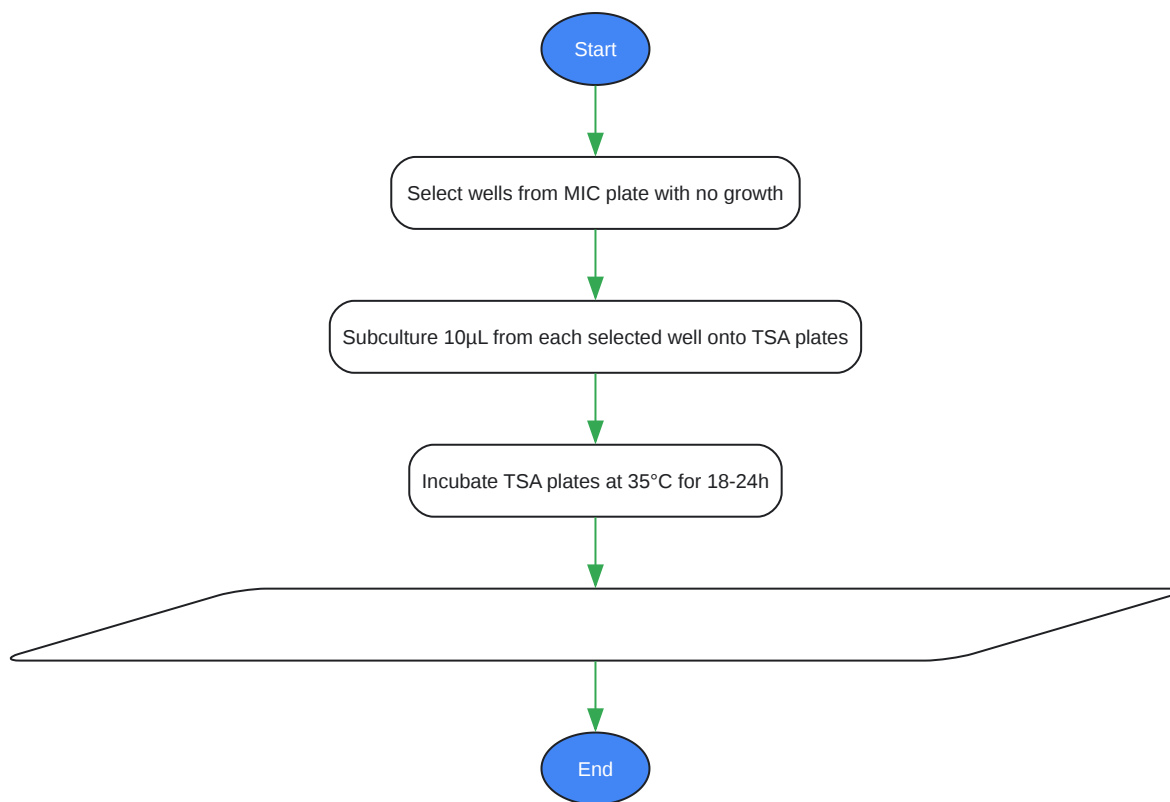 Start
Select wells from MIC plate with no growth
Subculture 10µL from each selected well onto TSA plates
Incubate TSA plates at 35°C for 18-24h
End